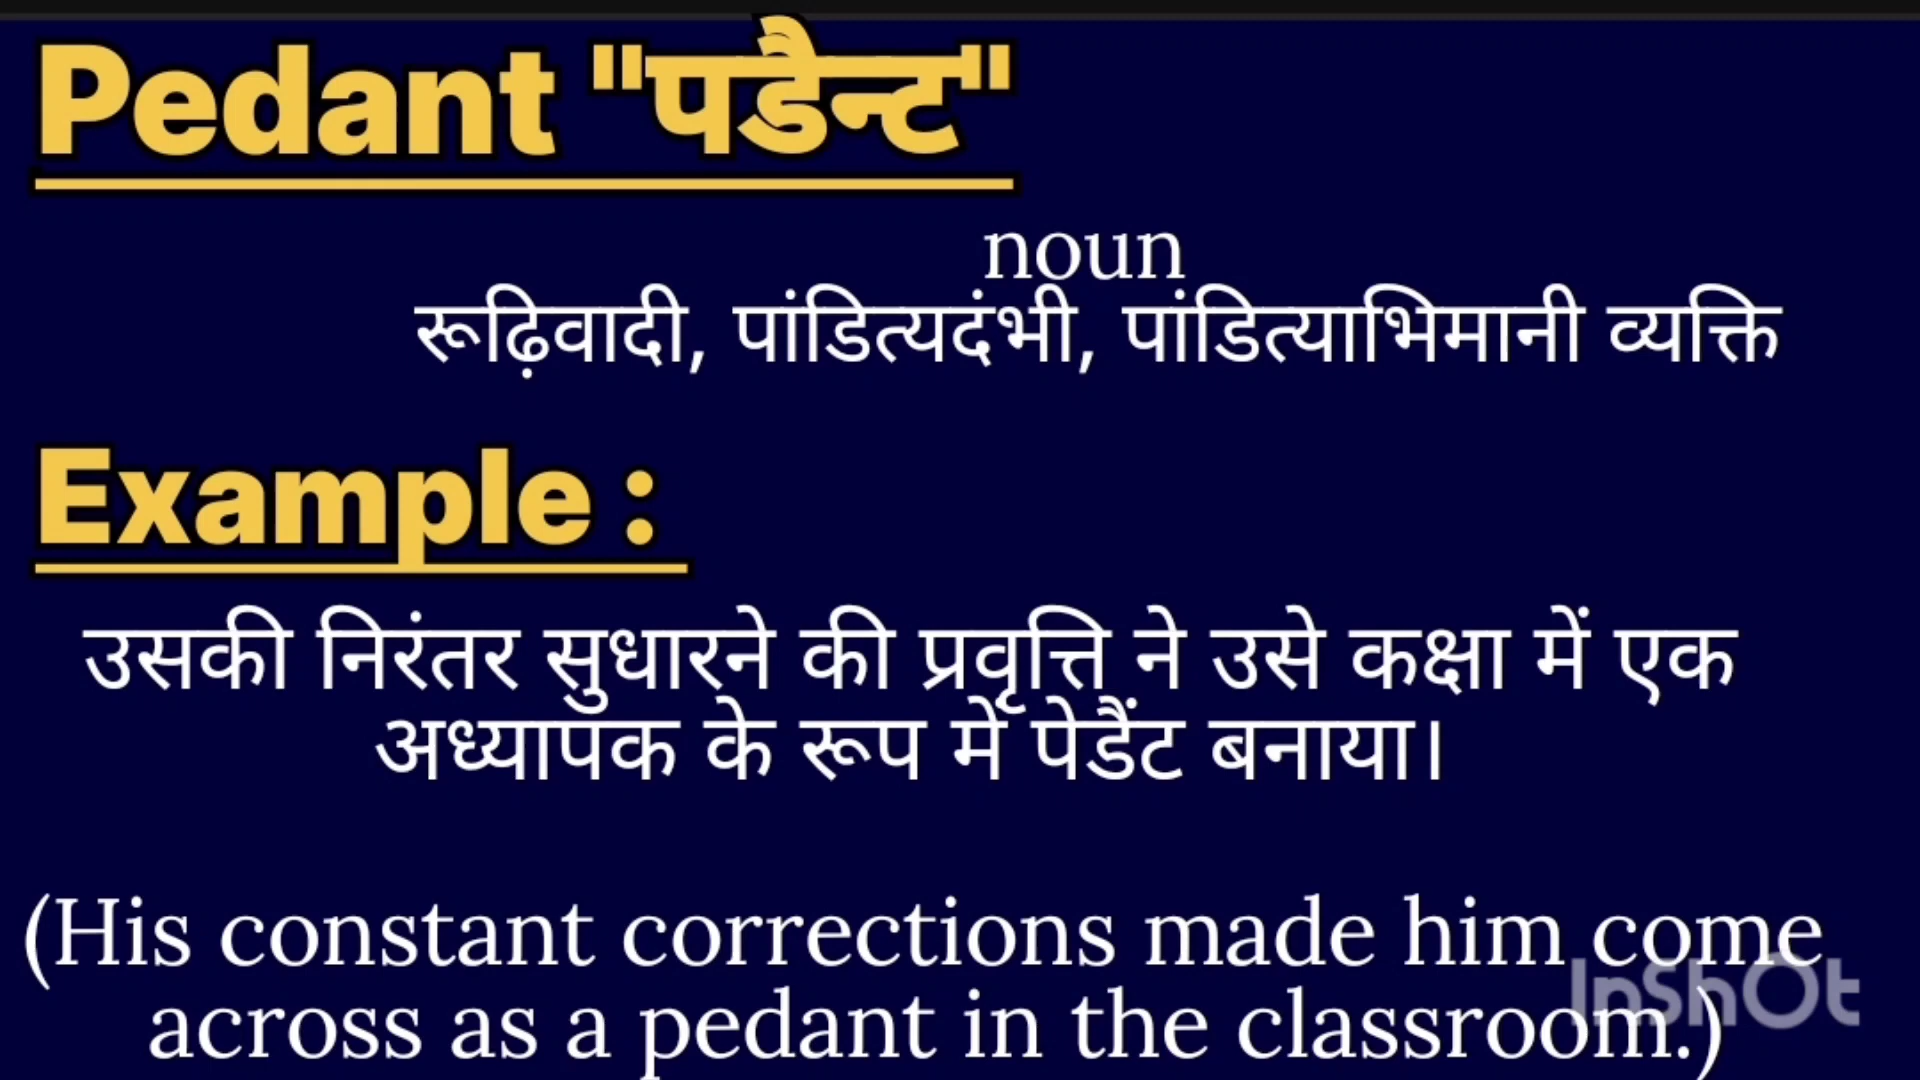 Pedant "पडैन्ट"
noun
रूढ़िवादी, पांडित्यदंभी, पांडित्याभिमानी व्यक्ति
Example :
उसकी निरंतर सुधारने की प्रवृत्ति ने उसे कक्षा में एक
अध्यापक के रूप में पेडैंट बनाया।
(His constant corrections made him come
across as a pedant in the classroom.)
InShOt